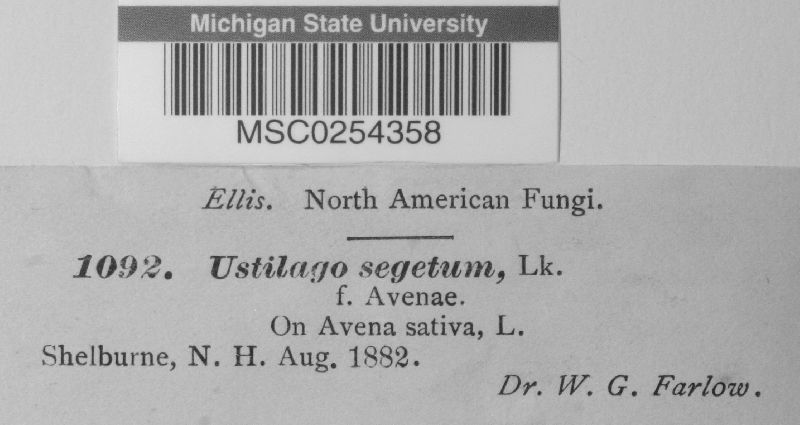 Michigan State University
MSC0254358
Ellis. North American Fungi.
1092. Ustilago segetum, Lk.
f. Avenae.
On Avena sativa, L.
Shelburne, N. H. Aug. 1882.
Dr. W. G. Farlow.